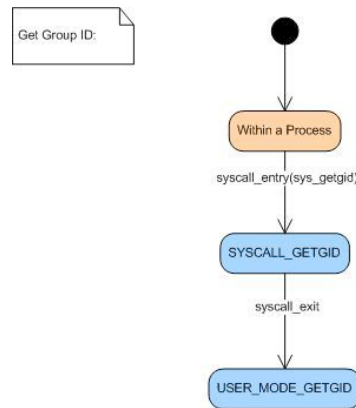 Get Group ID:
Within a Process
syscall_entry(sys_getgid)
SYSCALL_GETGID
syscall_exit
USER_MODE_GETGID